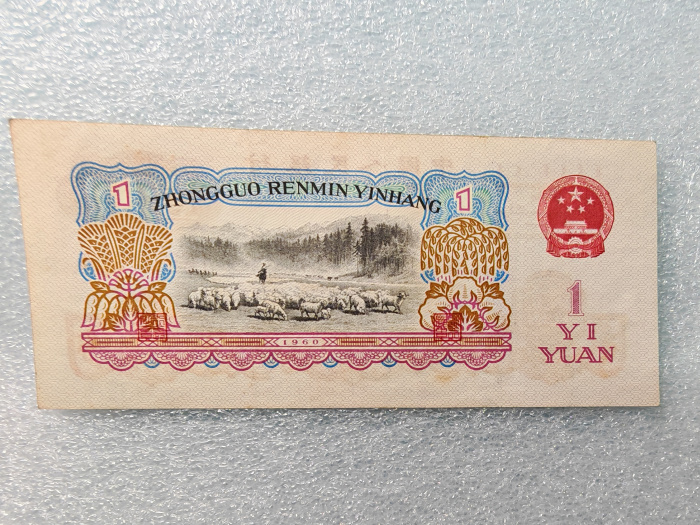 ZHONGGUO RENMIN YINHANG
1
1
1960
1
YI
YUAN